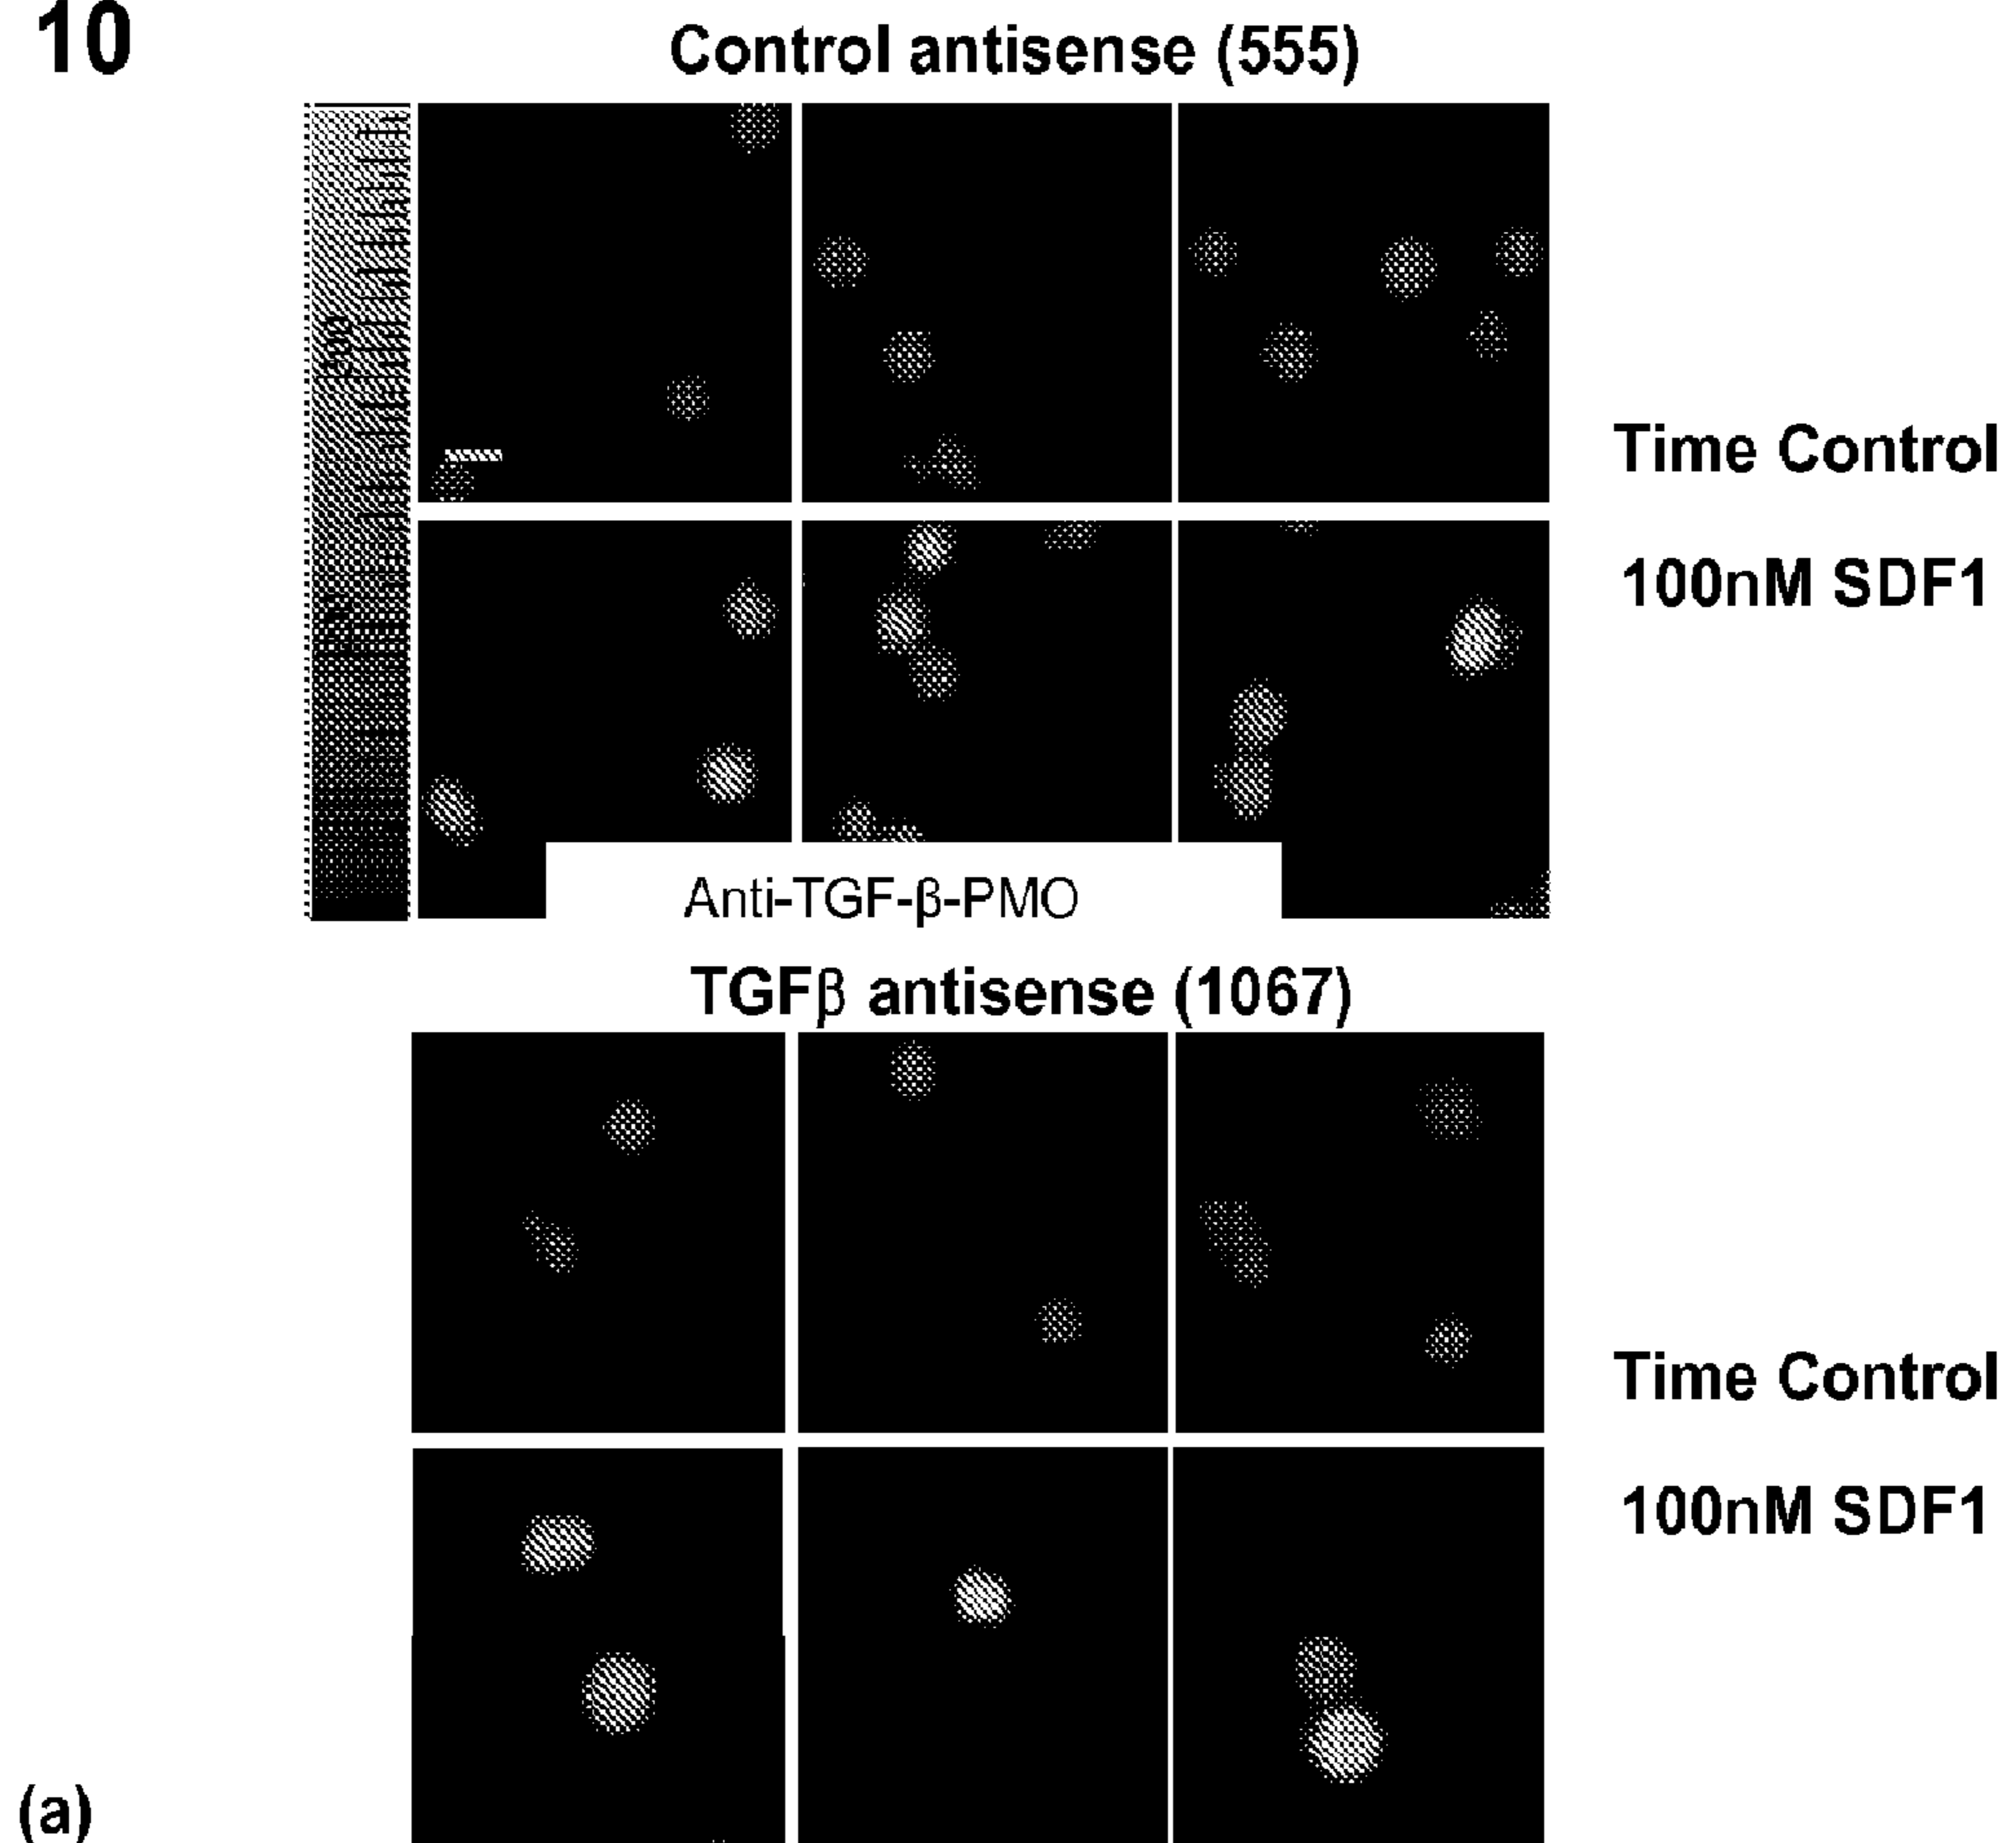 10
Control antisense (555)
Time Control
100nM SDF1
Anti-TGF-β-PMO
TGFβ antisense (1067)
Time Control
100nM SDF1
(a)